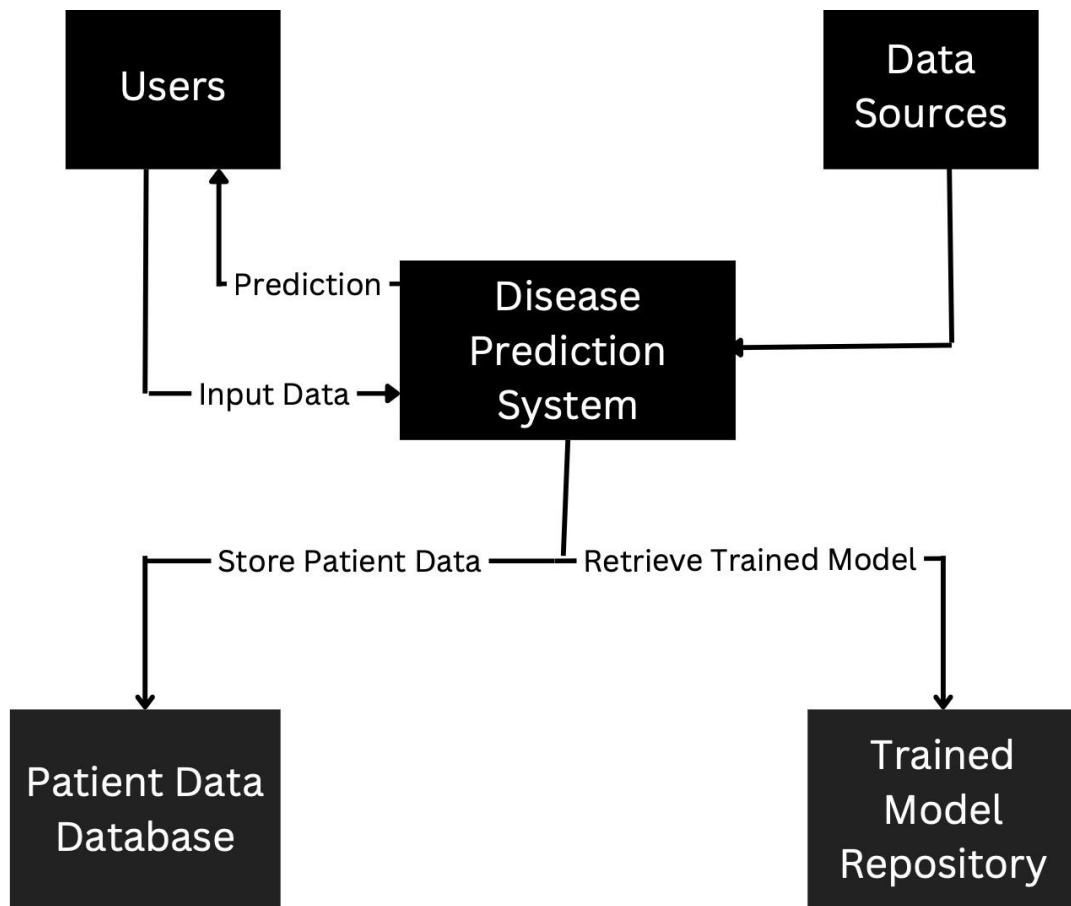 Users
Data
Sources
Prediction
Disease
Prediction
System
Input Data
Store Patient Data
Retrieve Trained Model
Patient Data
Database
Trained
Model
Repository